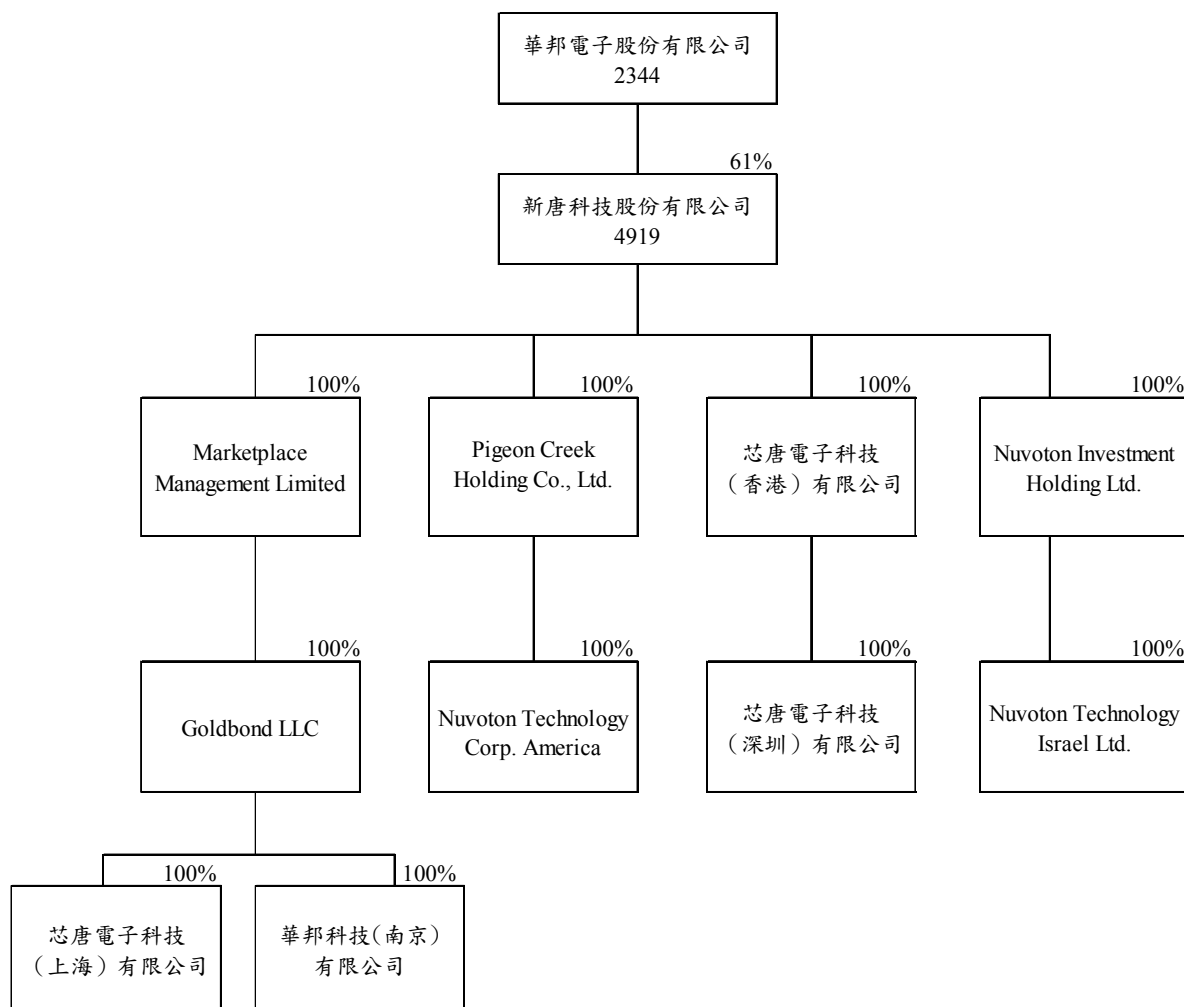 華邦電子股份有限公司
2344
61%
新唐科技股份有限公司
4919
100%
100%
100%
100%
Marketplace
Management Limited
Pigeon Creek
Holding Co., Ltd.
芯唐電子科技
（香港）有限公司
Nuvoton Investment
Holding Ltd.
100%
100%
100%
100%
Goldbond LLC
Nuvoton Technology
Corp. America
芯唐電子科技
（深圳）有限公司
Nuvoton Technology
Israel Ltd.
100%
100%
芯唐電子科技
（上海）有限公司
華邦科技(南京)
有限公司